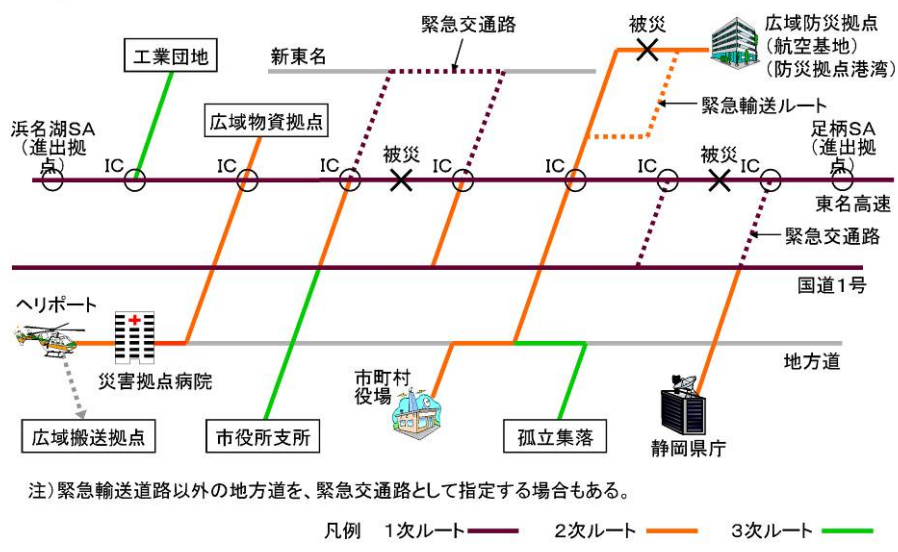 緊急交通路
被災
広域防災拠点
(航空基地)
(防災拠点港湾)
工業団地
新東名
緊急輸送ルート
広域物資拠点
浜名湖SA
(進出拠
点)
IC
IC
IC
被災
IC
IC
IC
被災
IC
足柄SA
(進出拠
点)
東名高速
緊急交通路
国道1号
ヘリポート
災害拠点病院
市町村
役場
地方道
広域搬送拠点
市役所支所
孤立集落
静岡県庁
注)緊急輸送道路以外の地方道を、緊急交通路として指定する場合もある。
凡例 1次ルート 2次ルート 3次ルート